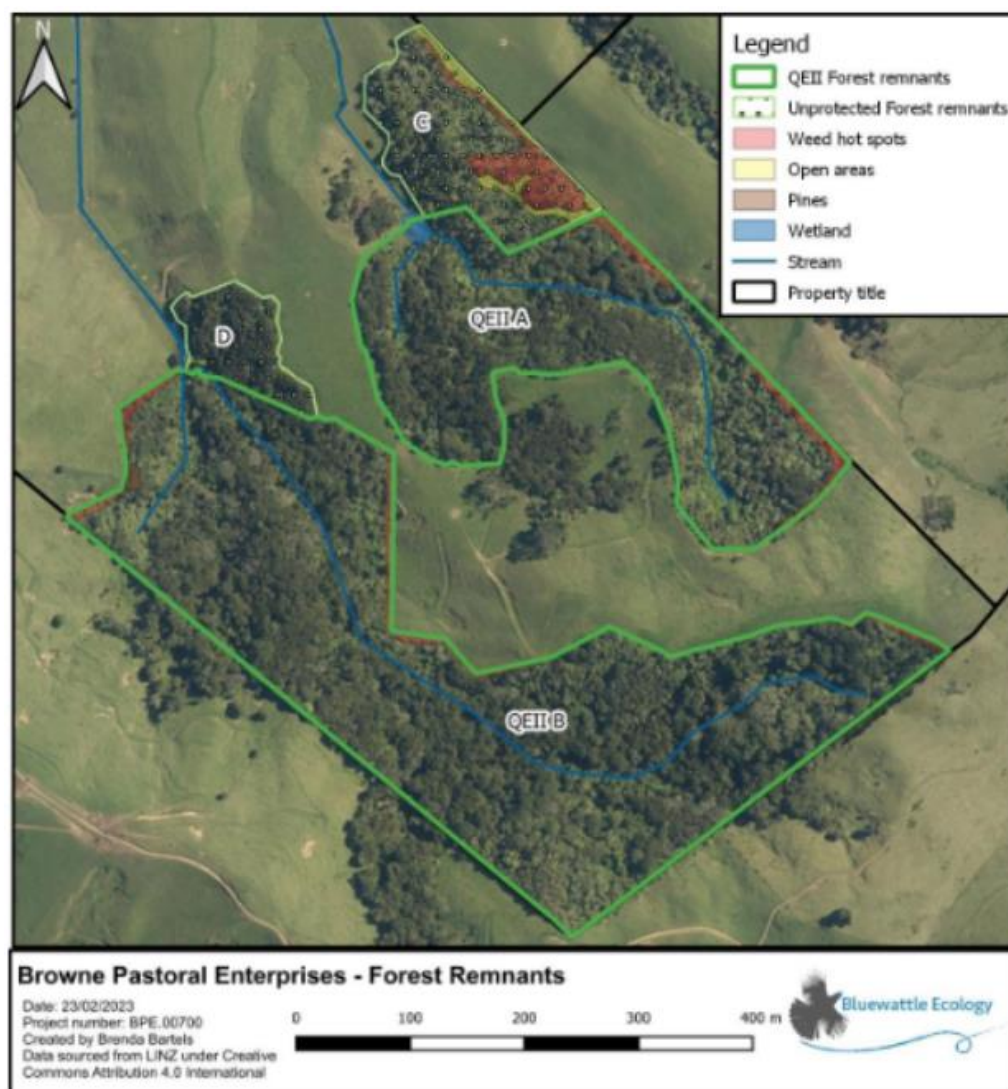 N
Legend
QEII Forest remnants
Unprotected Forest remnants
Weed hot spots
Open areas
Pines
Wetland
Stream
Property title
C
QEII A
D
QEII B
Browne Pastoral Enterprises - Forest Remnants
Date: 23/02/2023
Project number: BPE.00700
Created by Brenda Bartels
Data sourced from LINZ under Creative
Commons Attribution 4.0 International
0 100 200 300 400 m
Bluewattle Ecology